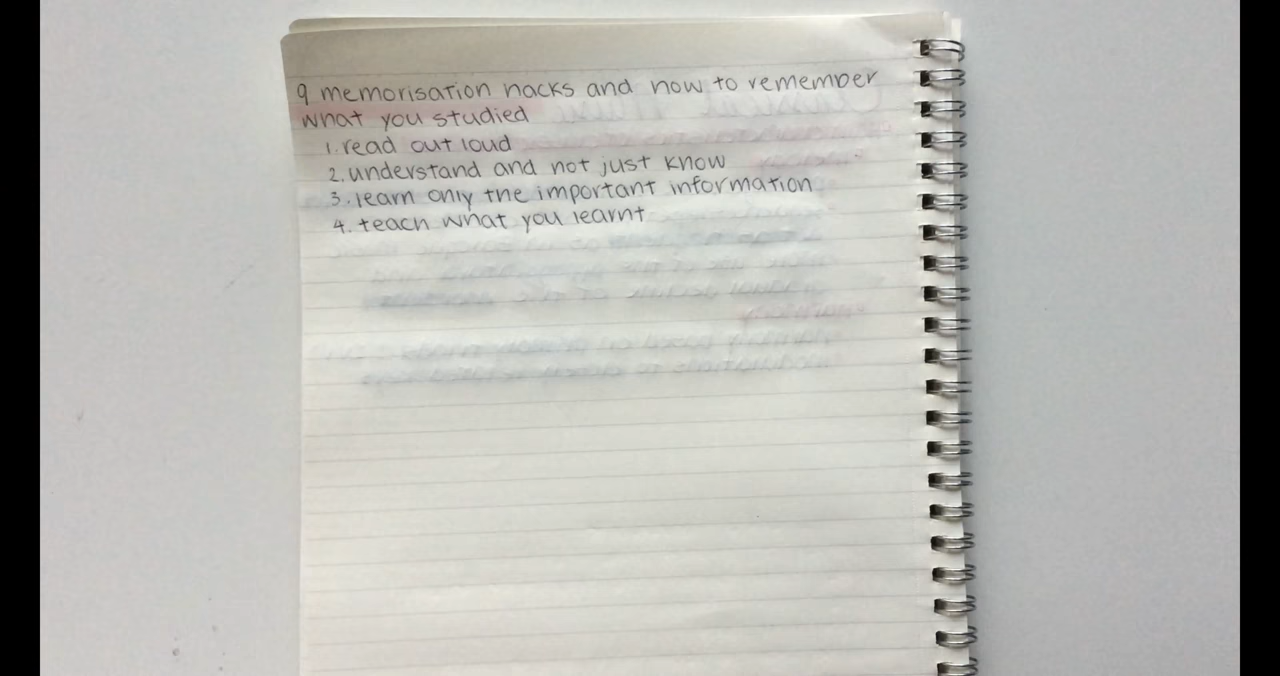 9 memorisation hacks and how to remember
what you studied
1. read out loud
2. understand and not just know
3. learn only the important information
4. teach what you learnt